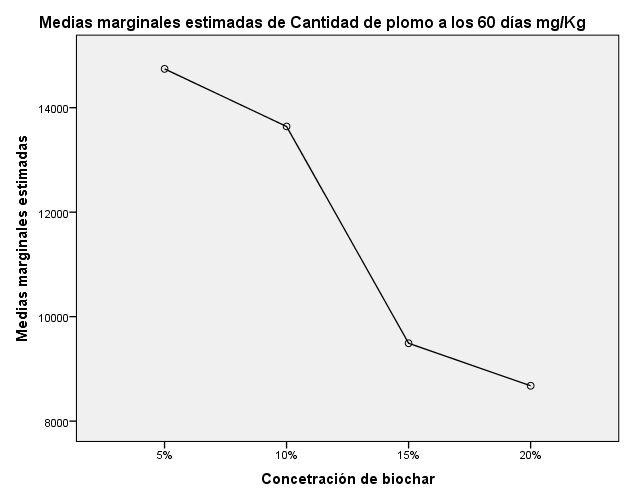 Medias marginales estimadas de Cantidad de plomo a los 60 días mg/Kg
Medias marginales estimadas
14000
12000
10000
8000
5%
10%
15%
20%
Concetración de biochar